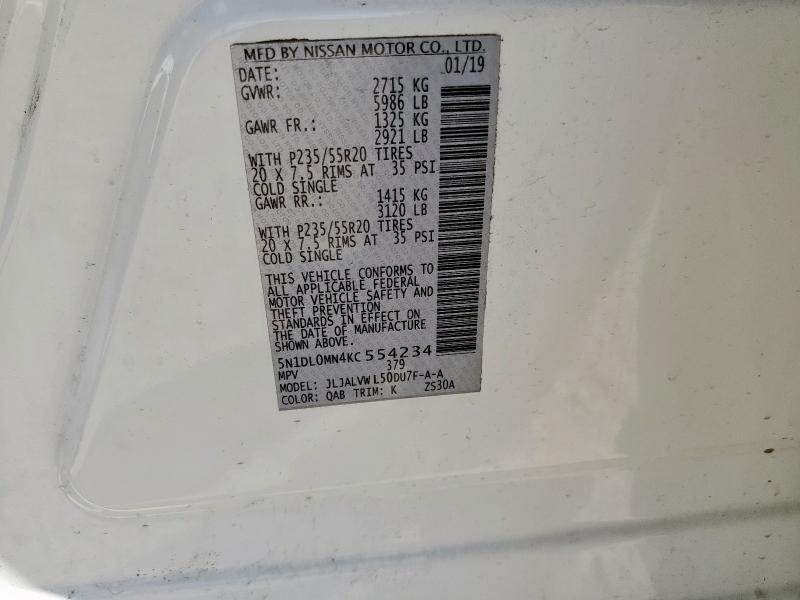 MFD BY NISSAN MOTOR CO., LTD.
DATE: 01/19
GVWR: 2715 KG
5986 LB
GAWR FR.: 1325 KG
2921 LB
WITH P235/55R20 TIRES
20 X 7.5 RIMS AT 35 PSI
COLD SINGLE
GAWR RR.: 1415 KG
3120 LB
WITH P235/55R20 TIRES
20 X 7.5 RIMS AT 35 PSI
COLD SINGLE
THIS VEHICLE CONFORMS TO
ALL APPLICABLE FEDERAL
MOTOR VEHICLE SAFETY AND
THEFT PREVENTION
STANDARDS IN EFFECT ON
THE DATE OF MANUFACTURE
SHOWN ABOVE.
5N1DL0MN4KC554234
MPV 379
MODEL: JLJALVWL50DU7F-A-A
COLOR: QAB TRIM: K ZS30A